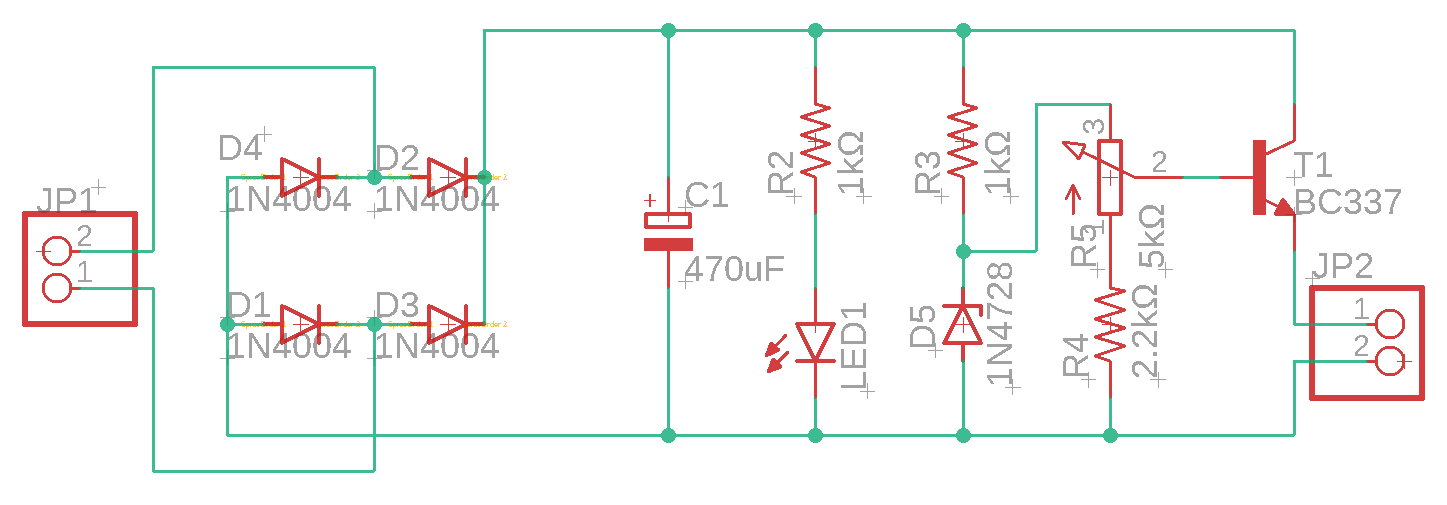 JP1
2
1
D4
1N4004
D2
1N4004
D1
1N4004
D3
1N4004
+
C1
470uF
R2
1kΩ
LED1
R3
1kΩ
D5
1N4728
3
2
1
R5
5kΩ
R4
2.2kΩ
T1
BC337
JP2
1
2